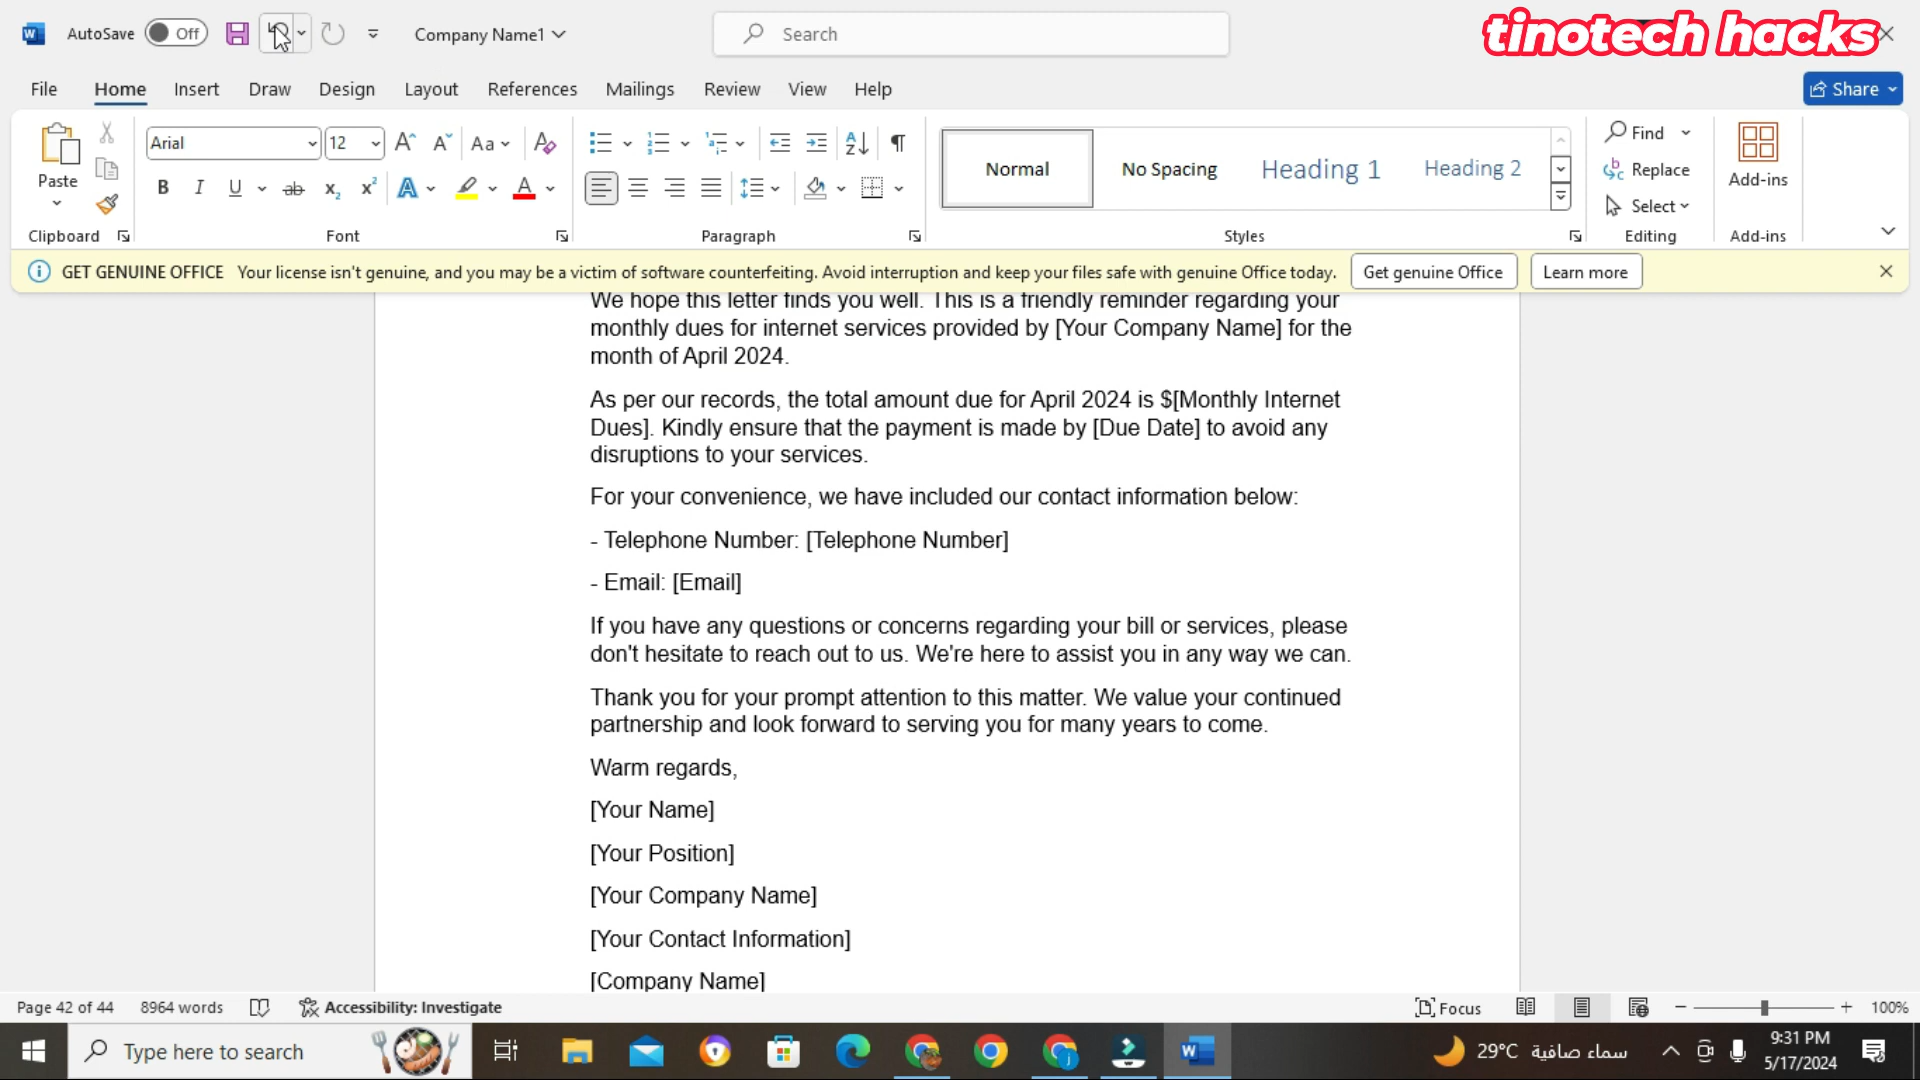 AutoSave Off Company Name1 Search tinotech hacks
File Home Insert Draw Design Layout References Mailings Review View Help Share
Paste Arial 12 Aa Normal No Spacing Heading 1 Heading 2 Find Replace Select Add-ins
B I U ab x₂ x² A A
Clipboard Font Paragraph Styles Editing Add-ins
GET GENUINE OFFICE Your license isn't genuine, and you may be a victim of software counterfeiting. Avoid interruption and keep your files safe with genuine Office today. Get genuine Office Learn more
We hope this letter finds you well. This is a friendly reminder regarding your
monthly dues for internet services provided by [Your Company Name] for the
month of April 2024.
As per our records, the total amount due for April 2024 is $[Monthly Internet
Dues]. Kindly ensure that the payment is made by [Due Date] to avoid any
disruptions to your services.
For your convenience, we have included our contact information below:
- Telephone Number: [Telephone Number]
- Email: [Email]
If you have any questions or concerns regarding your bill or services, please
don't hesitate to reach out to us. We're here to assist you in any way we can.
Thank you for your prompt attention to this matter. We value your continued
partnership and look forward to serving you for many years to come.
Warm regards,
[Your Name]
[Your Position]
[Your Company Name]
[Your Contact Information]
[Company Name]
Page 42 of 44 8964 words Accessibility: Investigate Focus 100%
Type here to search 29°C سماء صافية 9:31 PM
5/17/2024